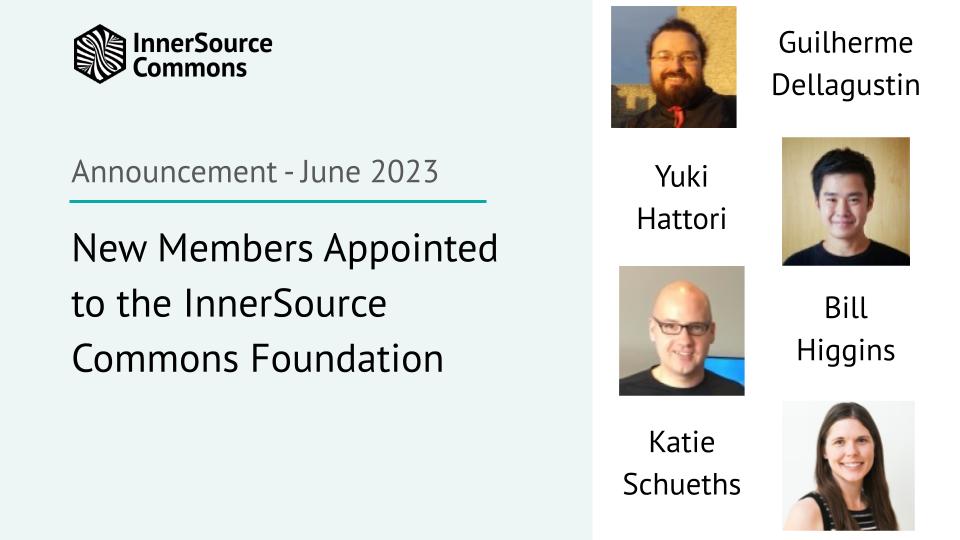 InnerSource
Commons
Announcement - June 2023
New Members Appointed
to the InnerSource
Commons Foundation
Guilherme
Dellagustin
Yuki
Hattori
Bill
Higgins
Katie
Schueths